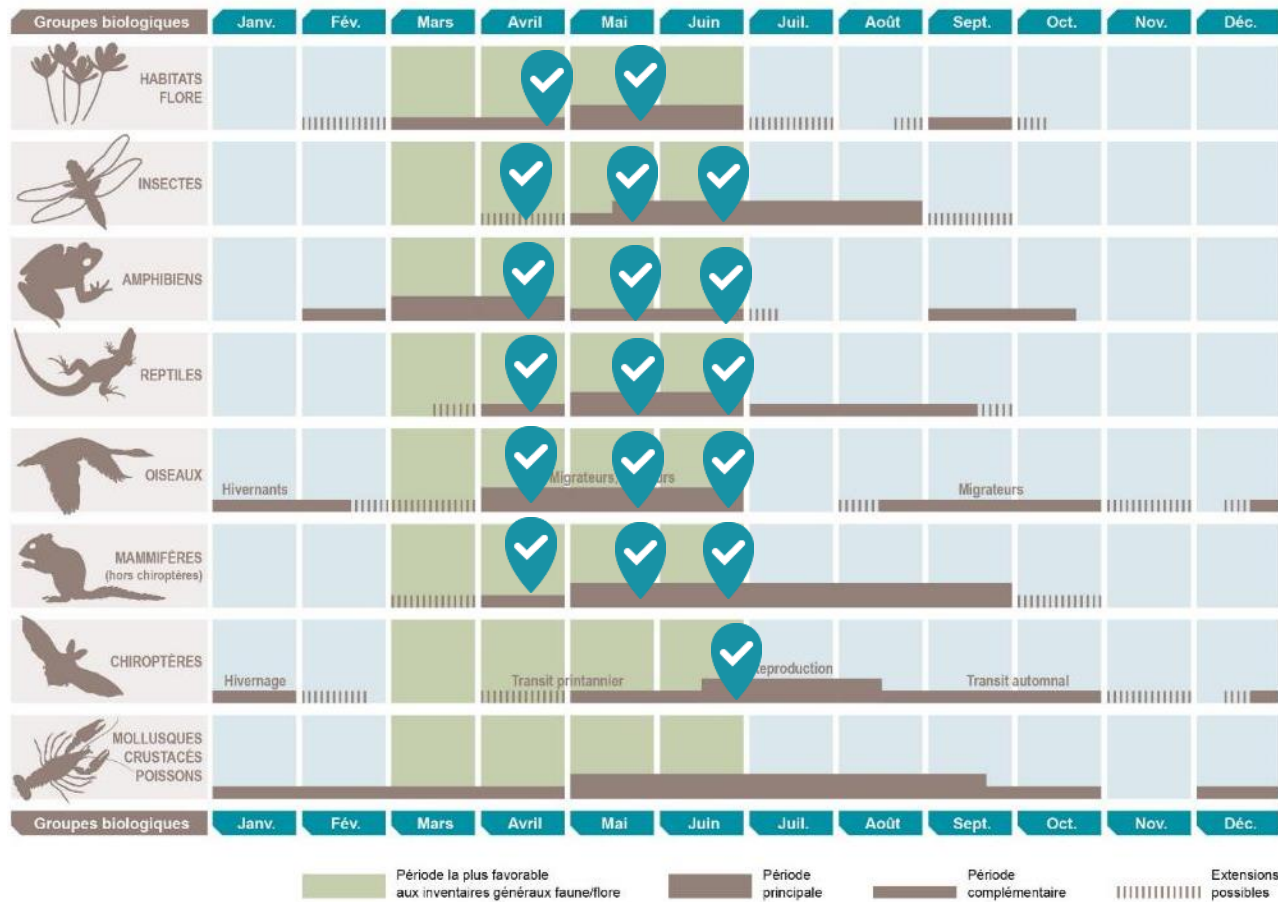 Groupes biologiques Janv. Fév. Mars Avril Mai Juin Juil. Août Sept. Oct. Nov. Déc.
HABITATS
FLORE
INSECTES
AMPHIBIENS
REPTILES
OISEAUX
Hivernants
Migrateurs
MAMMIFÈRES
(hors chiroptères)
CHIROPTÈRES
Hivernage Transit printannier Transit automnal
MOLLUSQUES
CRUSTACÉS
POISSONS
Groupes biologiques Janv. Fév. Mars Avril Mai Juin Juil. Août Sept. Oct. Nov. Déc.
Période la plus favorable
aux inventaires généraux faune/flore
Période
principale
Période
complémentaire
Extensions
possibles